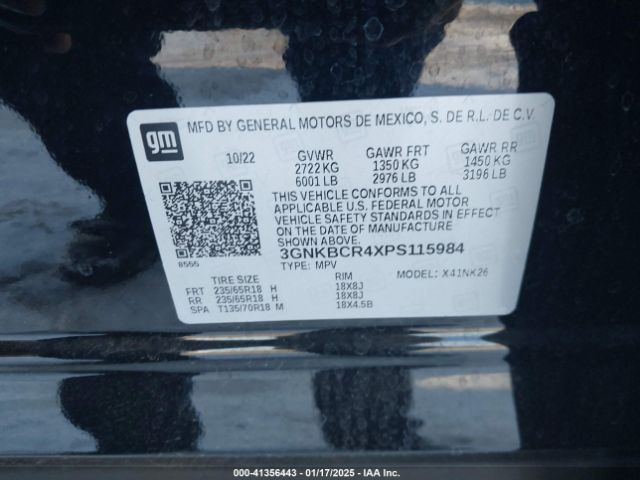 gm
MFD BY GENERAL MOTORS DE MEXICO, S. DE R.L. DE C.V.
10/22 GVWR GAWR FRT GAWR RR
2722 KG 1350 KG 1450 KG
6001 LB 2976 LB 3196 LB
THIS VEHICLE CONFORMS TO ALL
APPLICABLE U.S. FEDERAL MOTOR
VEHICLE SAFETY STANDARDS IN EFFECT
ON THE DATE OF MANUFACTURE
SHOWN ABOVE.
3GNKBCR4XPS115984
8555 TYPE: MPV MODEL: X41NK26
TIRE SIZE RIM
FRT 235/65R18 H 18X8J
RR 235/65R18 H 18X8J
SPA T135/70R18 M 18X4.5B
000-41356443 - 01/17/2025 - IAA Inc.